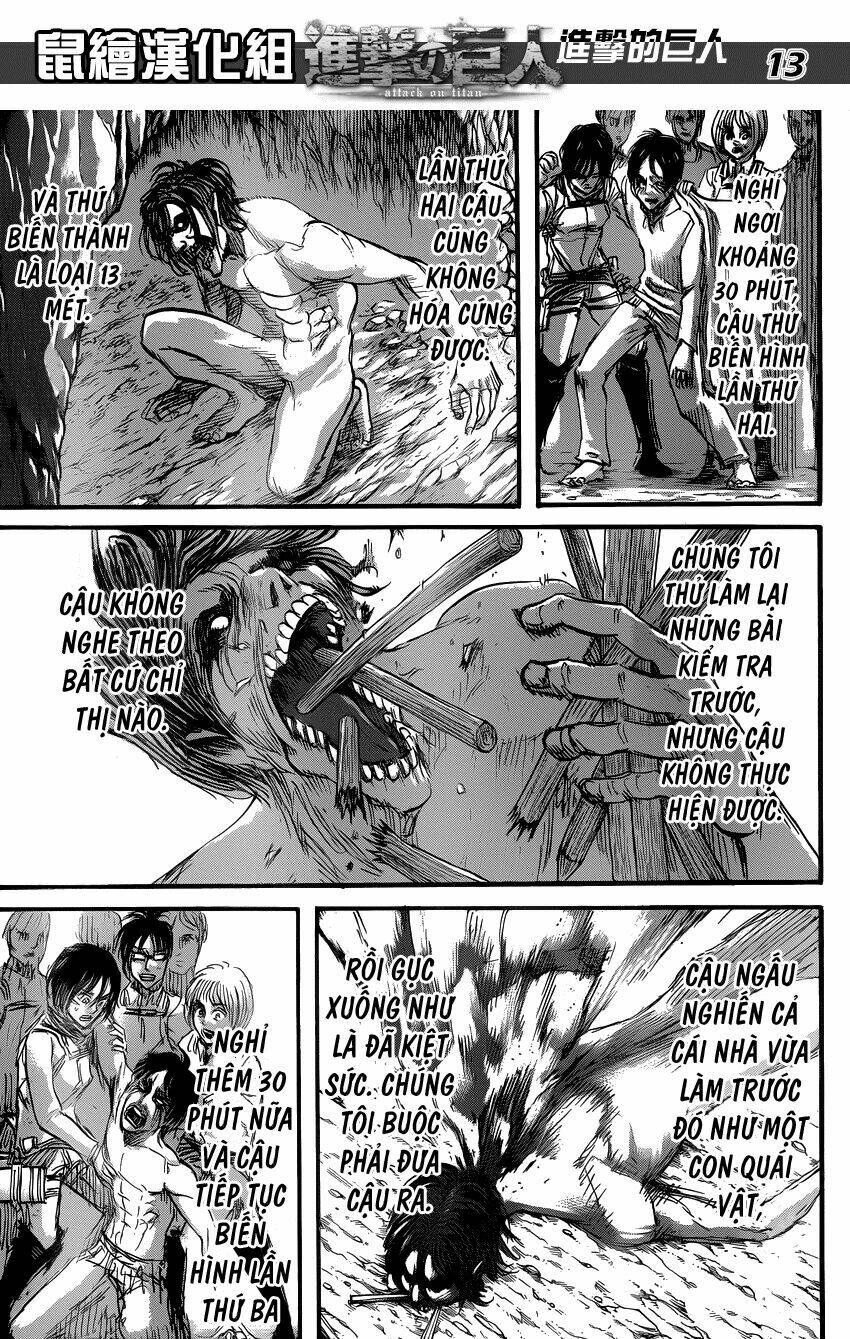 鼠繪漢化組
進撃の巨人
attack on titan
進擊的巨人
13
NGHỈ
NGƠI
KHOẢNG
30 PHÚT,
CẬU THỬ
BIẾN HÌNH
LẦN THỨ
HAI.
LẦN THỨ
HAI CẬU
CŨNG
KHÔNG
HÓA CỨNG
ĐƯỢC.
VÀ THỨ
BIẾN THÀNH
LÀ LOẠI 13
MÉT.
CHÚNG TÔI
THỬ LÀM LẠI
NHỮNG BÀI
KIỂM TRA
TRƯỚC,
NHƯNG CẬU
KHÔNG THỰC
HIỆN ĐƯỢC.
CẬU KHÔNG
NGHE THEO
BẤT CỨ CHỈ
THỊ NÀO.
CẬU NGẤU
NGHIẾN CẢ
CÁI NHÀ VỪA
LÀM TRƯỚC
ĐÓ NHƯ MỘT
CON QUÁI
VẬT,
RỒI GỤC
XUỐNG NHƯ
LÀ ĐÃ KIỆT
SỨC. CHÚNG
TÔI BUỘC
PHẢI ĐƯA
CẬU RA.
NGHỈ
THÊM 30
PHÚT NỮA
VÀ CẬU
TIẾP TỤC
BIẾN
HÌNH LẦN
THỨ BA